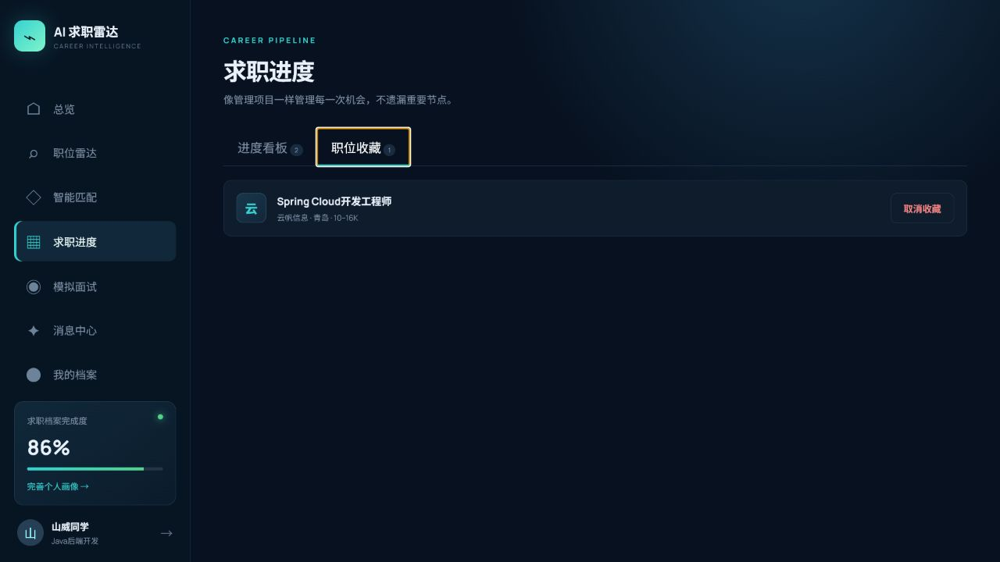 AI 求职雷达
CAREER INTELLIGENCE
总览
职位雷达
智能匹配
求职进度
模拟面试
消息中心
我的档案
求职档案完成度
86%
完善个人画像 →
山
山威同学
Java后端开发
→
CAREER PIPELINE
求职进度
像管理项目一样管理每一次机会，不遗漏重要节点。
进度看板 2
职位收藏 1
云
Spring Cloud开发工程师
云帆信息 · 青岛 · 10-16K
取消收藏